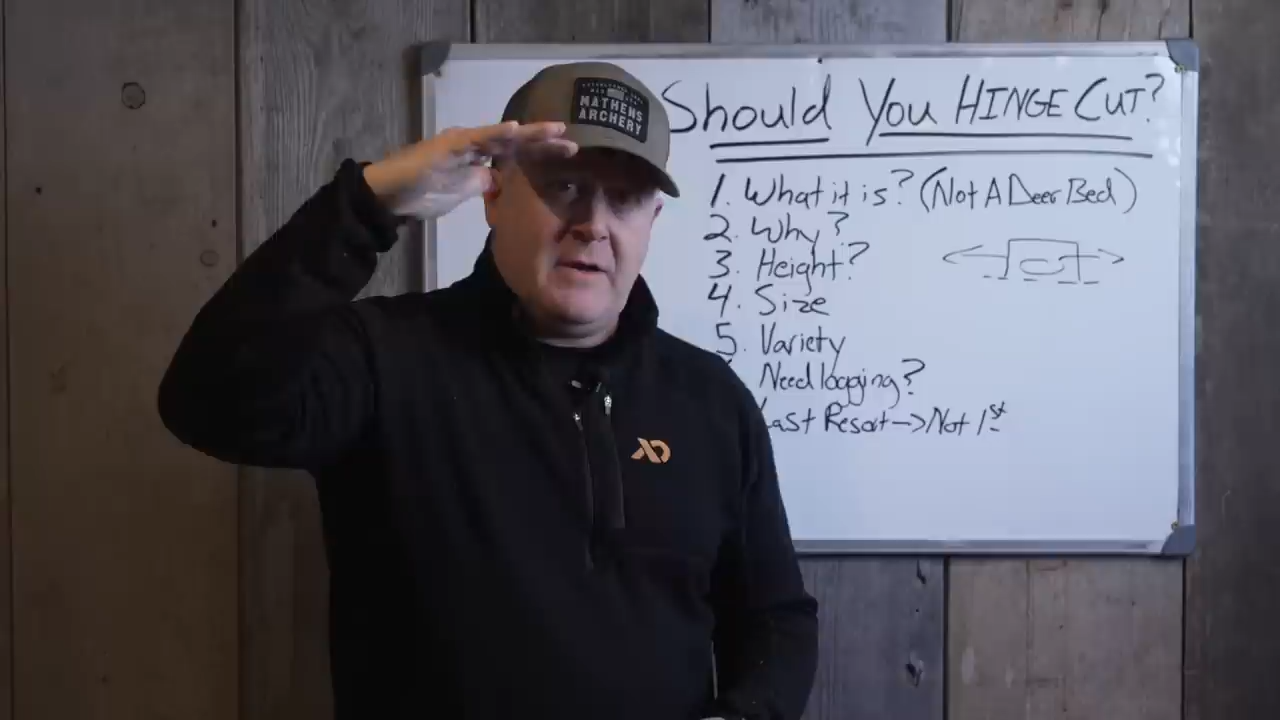 MATHEWS
ARCHERY
Should You HINGE CUT?
1. What it is? (Not A Deer Bed)
2. Why?
3. Height?
4. Size
5. Variety
Need logging?
Last Resort -> Not 1st